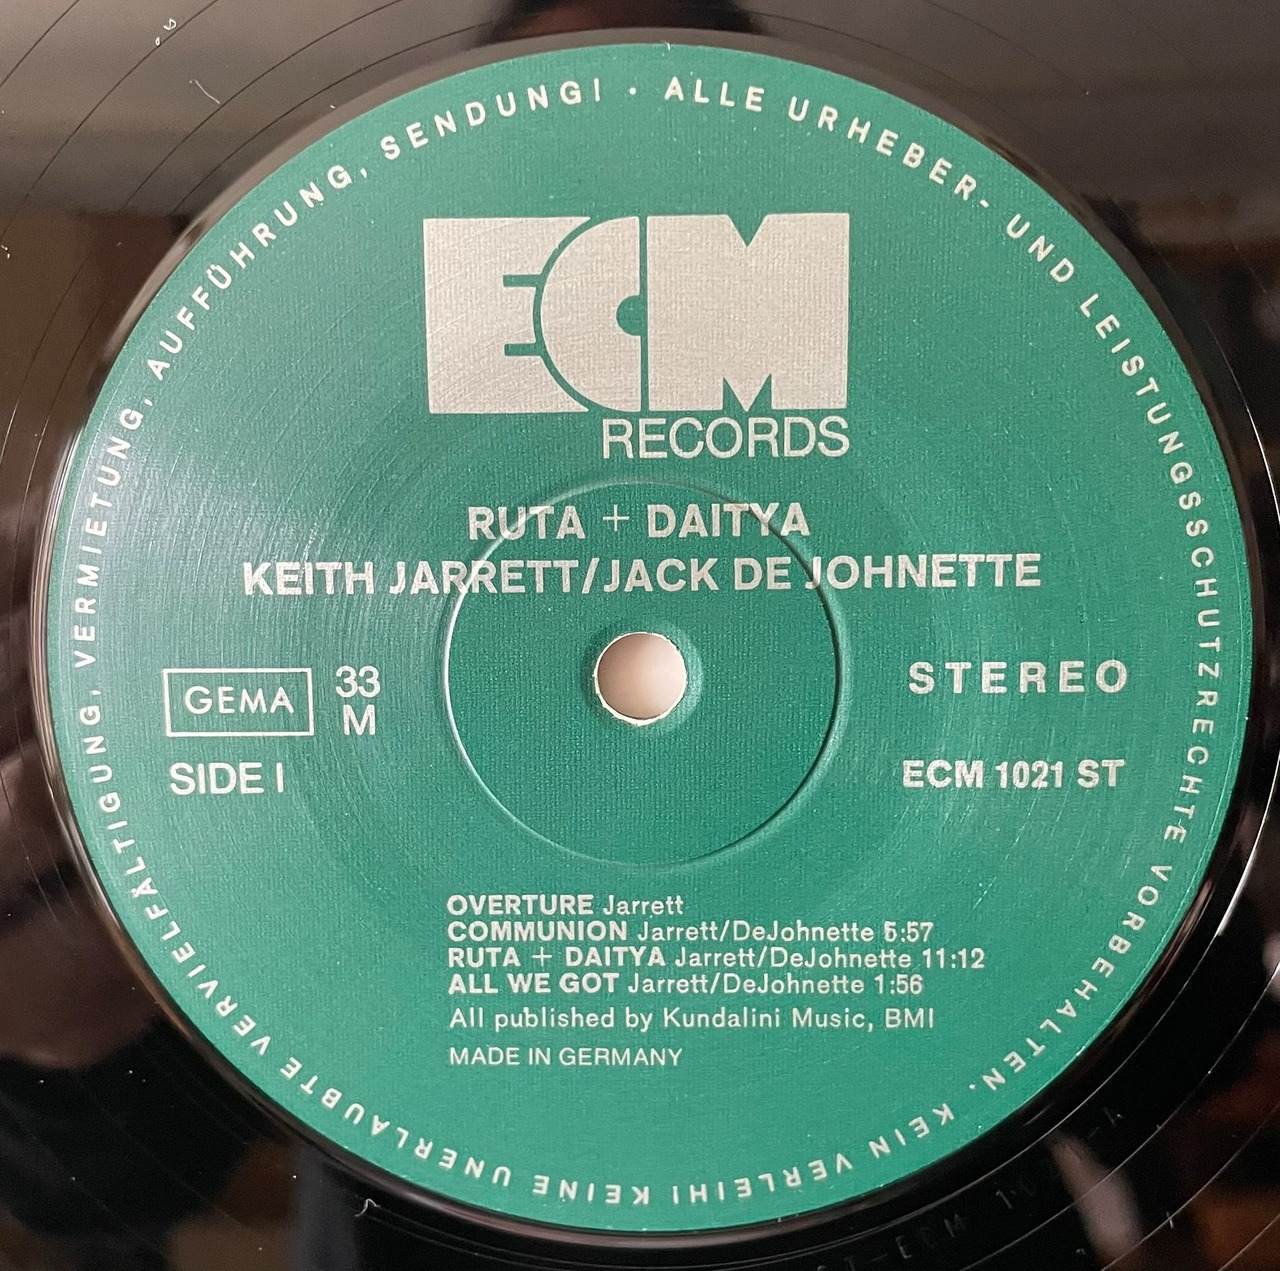 ECM
RECORDS
RUTA + DAITYA
KEITH JARRETT/JACK DE JOHNETTE
GEMA
33
M
SIDE I
STEREO
ECM 1021 ST
OVERTURE Jarrett
COMMUNION Jarrett/DeJohnette 6:57
RUTA + DAITYA Jarrett/DeJohnette 11:12
ALL WE GOT Jarrett/DeJohnette 1:56
All published by Kundalini Music, BMI
MADE IN GERMANY
ALLE URHEBER- UND LEISTUNGSSCHUTZRECHTE VORBEHALTEN. KEIN VERLEIH! KEINE UNERLAUBTE VERVIELFÄLTIGUNG, VERMIETUNG, AUFFÜHRUNG, SENDUNG! ·